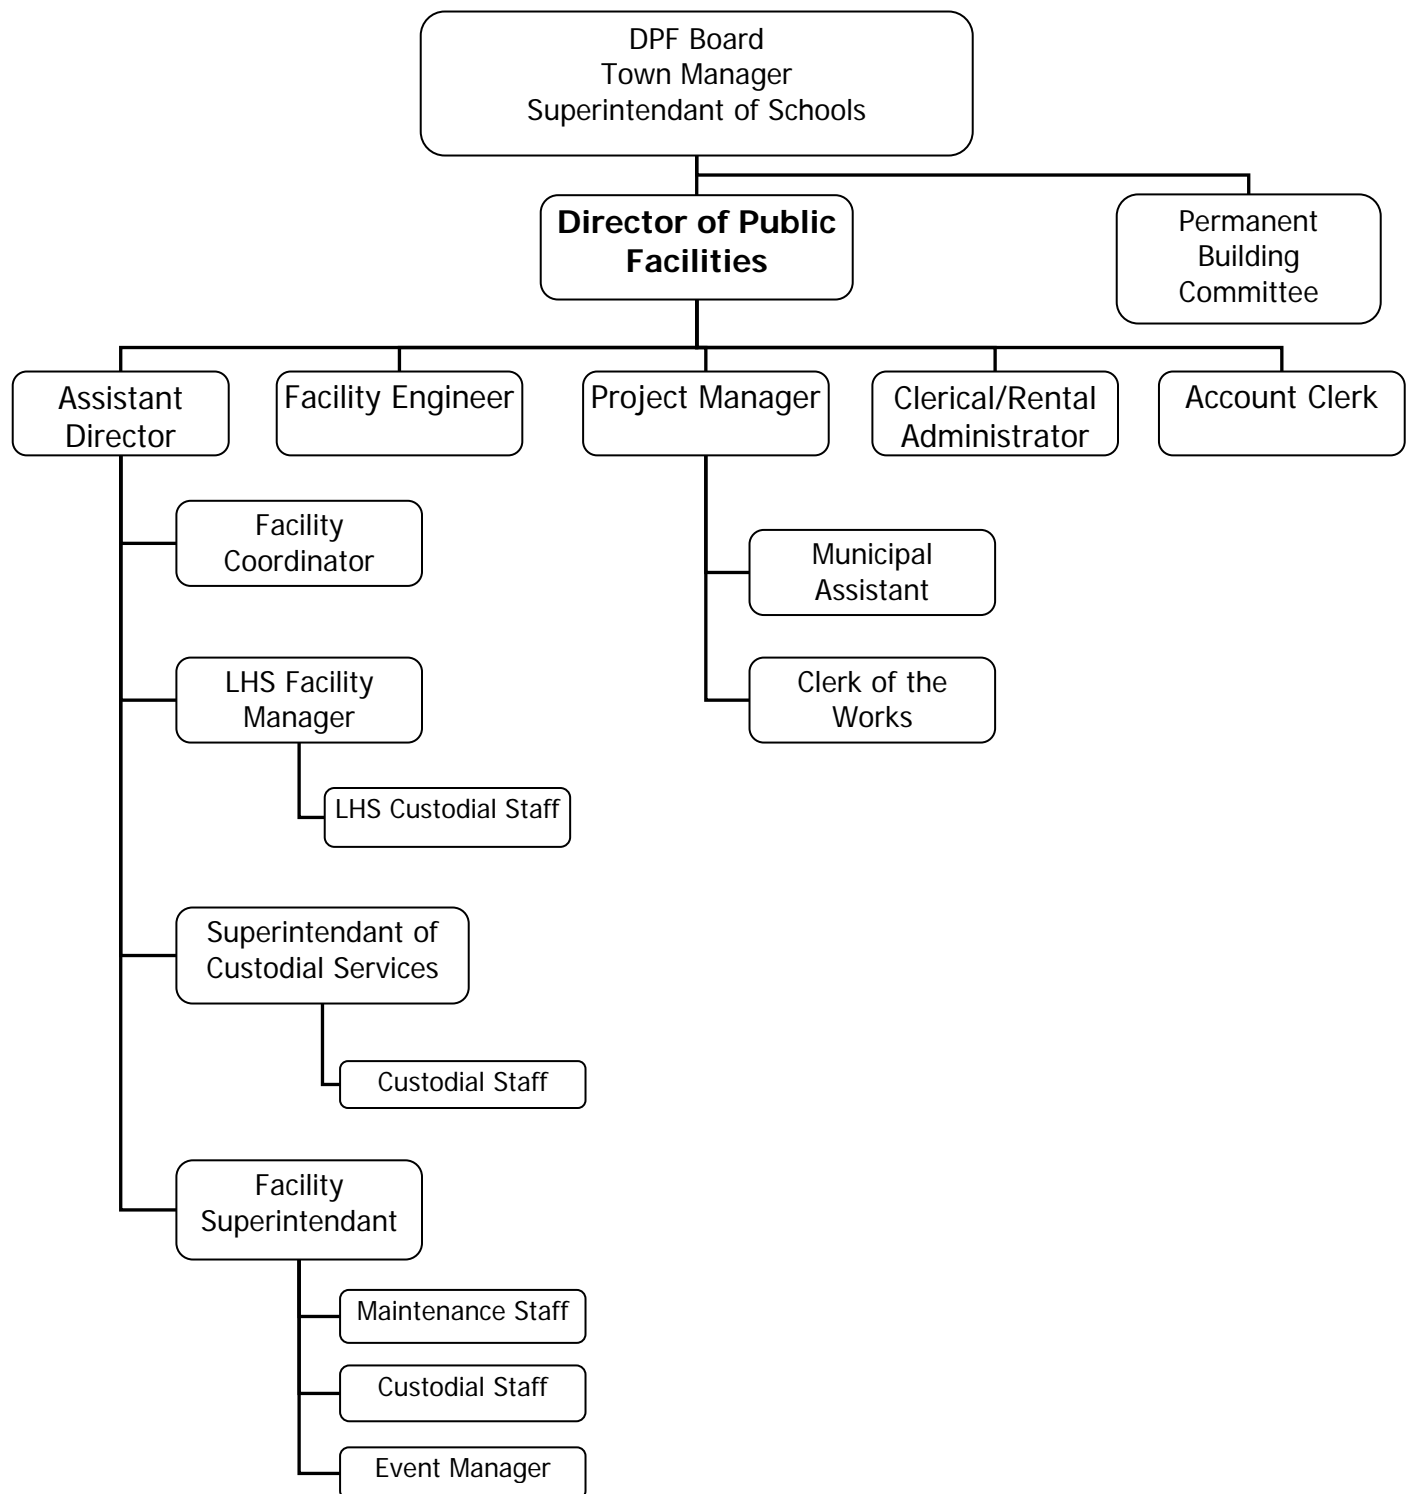 DPF Board
Town Manager
Superintendant of Schools
Director of Public
Facilities
Permanent
Building
Committee
Assistant
Director
Facility Engineer
Project Manager
Clerical/Rental
Administrator
Account Clerk
Facility
Coordinator
Municipal
Assistant
LHS Facility
Manager
Clerk of the
Works
LHS Custodial Staff
Superintendant of
Custodial Services
Custodial Staff
Facility
Superintendant
Maintenance Staff
Custodial Staff
Event Manager